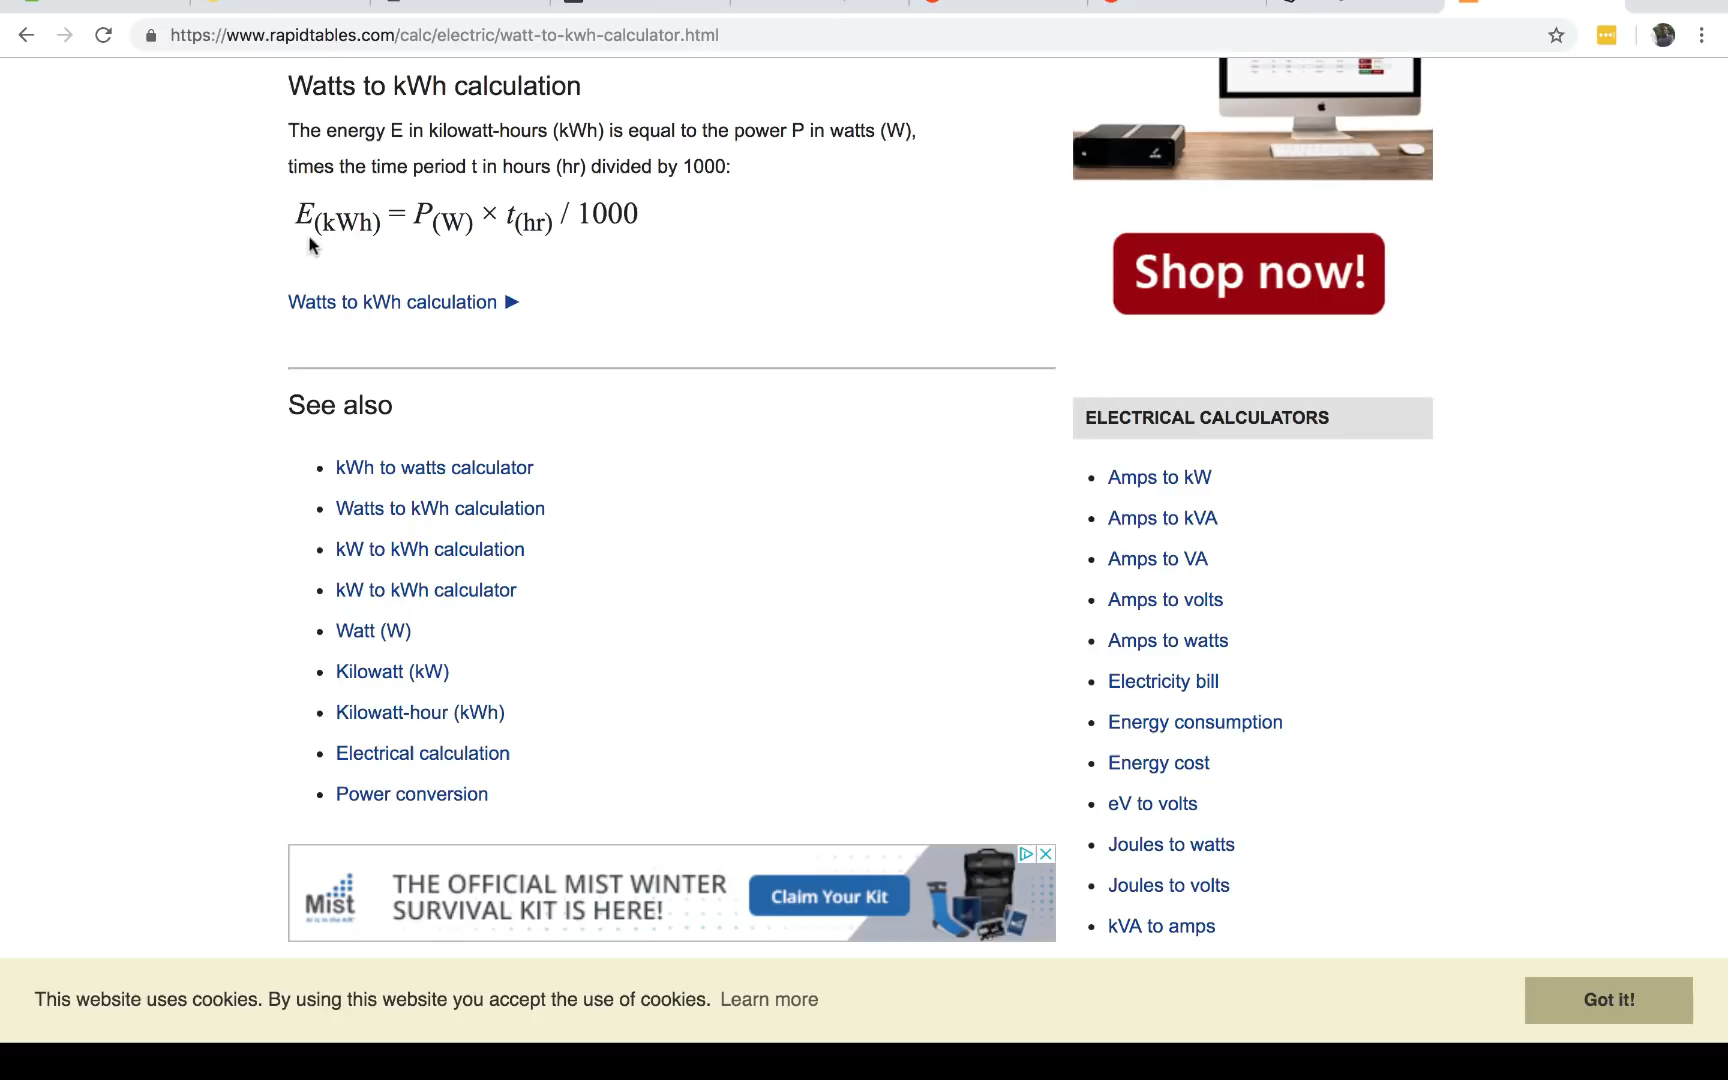 https://www.rapidtables.com/calc/electric/watt-to-kwh-calculator.html
Watts to kWh calculation
The energy E in kilowatt-hours (kWh) is equal to the power P in watts (W),
times the time period t in hours (hr) divided by 1000:
E(kWh) = P(W) × t(hr) / 1000
Watts to kWh calculation ►
See also
kWh to watts calculator
Watts to kWh calculation
kW to kWh calculation
kW to kWh calculator
Watt (W)
Kilowatt (kW)
Kilowatt-hour (kWh)
Electrical calculation
Power conversion
Mist
THE OFFICIAL MIST WINTER
SURVIVAL KIT IS HERE!
Claim Your Kit
Shop now!
ELECTRICAL CALCULATORS
Amps to kW
Amps to kVA
Amps to VA
Amps to volts
Amps to watts
Electricity bill
Energy consumption
Energy cost
eV to volts
Joules to watts
Joules to volts
kVA to amps
This website uses cookies. By using this website you accept the use of cookies. Learn more
Got it!